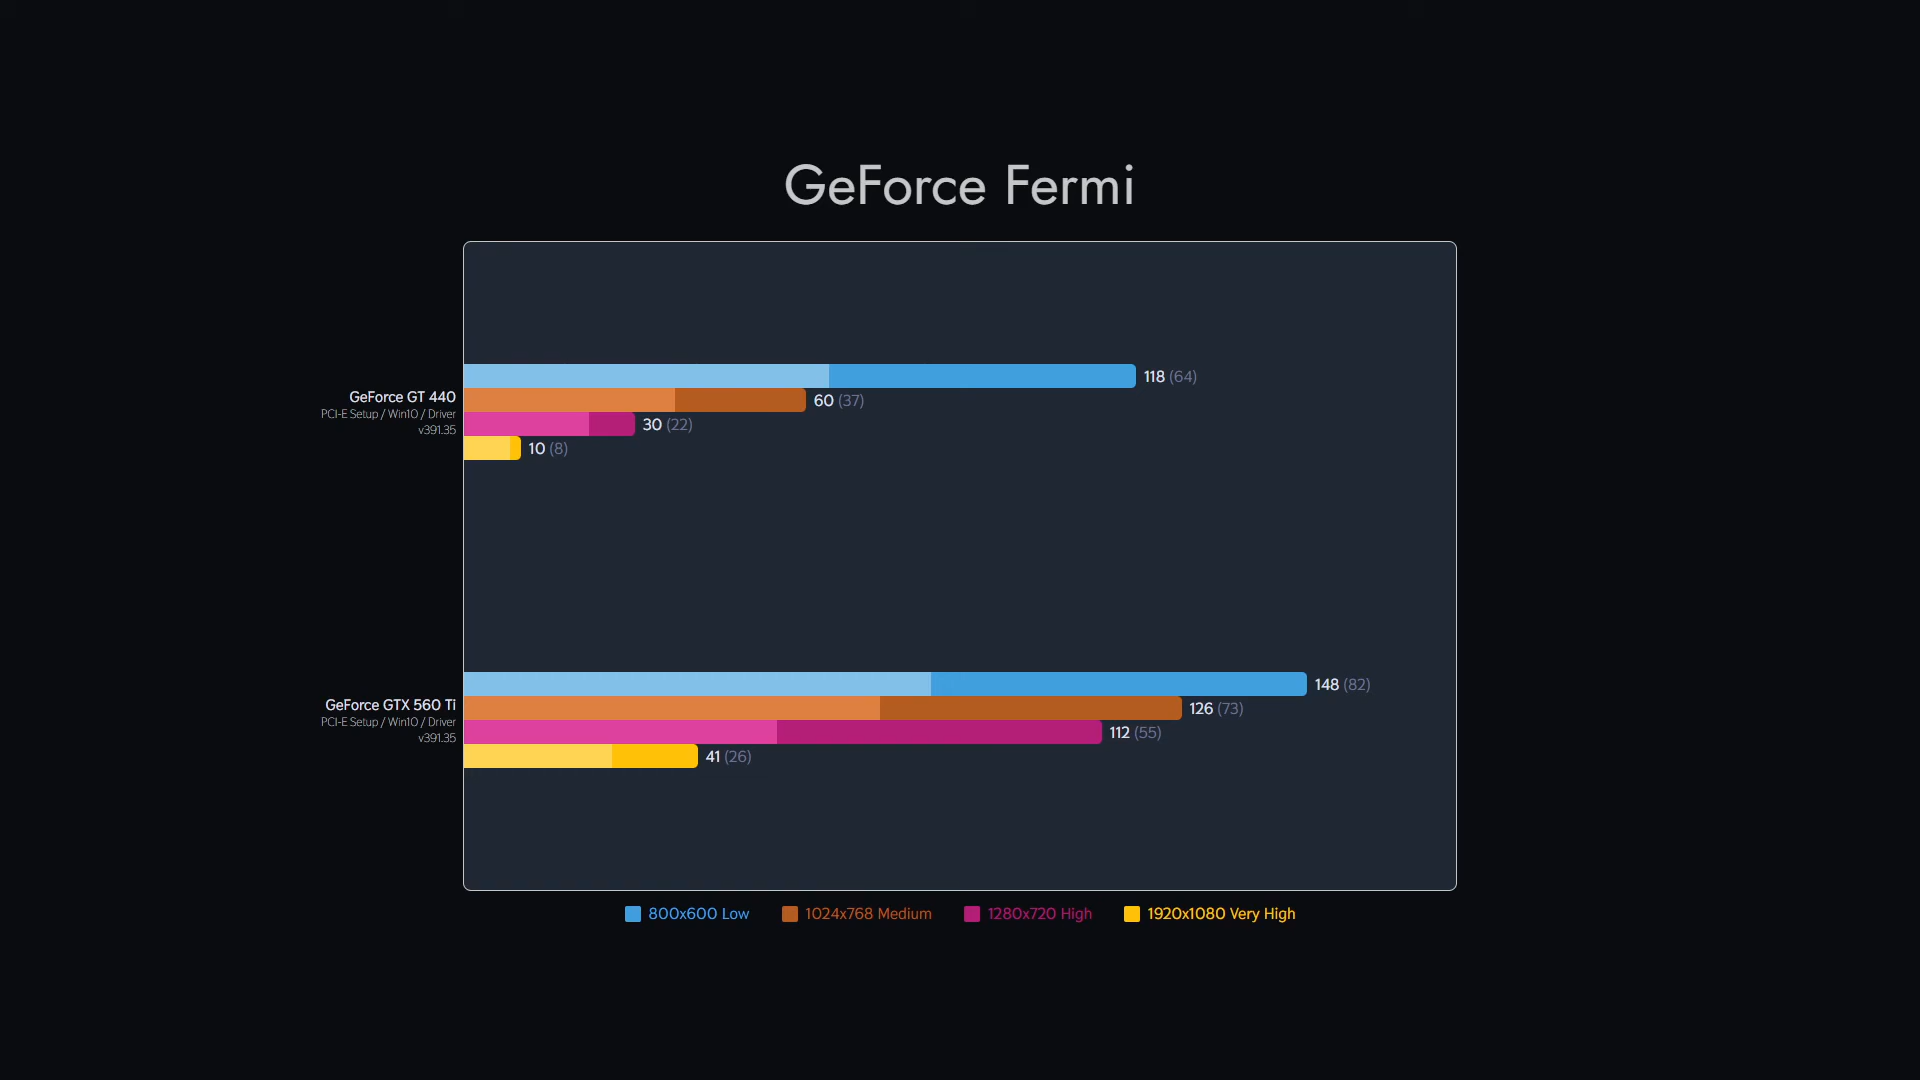 GeForce Fermi
GeForce GT 440
PCI-E Setup / Win10 / Driver
v391.35
118 (64)
60 (37)
30 (22)
10 (8)
GeForce GTX 560 Ti
PCI-E Setup / Win10 / Driver
v391.35
148 (82)
126 (73)
112 (55)
41 (26)
800x600 Low 1024x768 Medium 1280x720 High 1920x1080 Very High